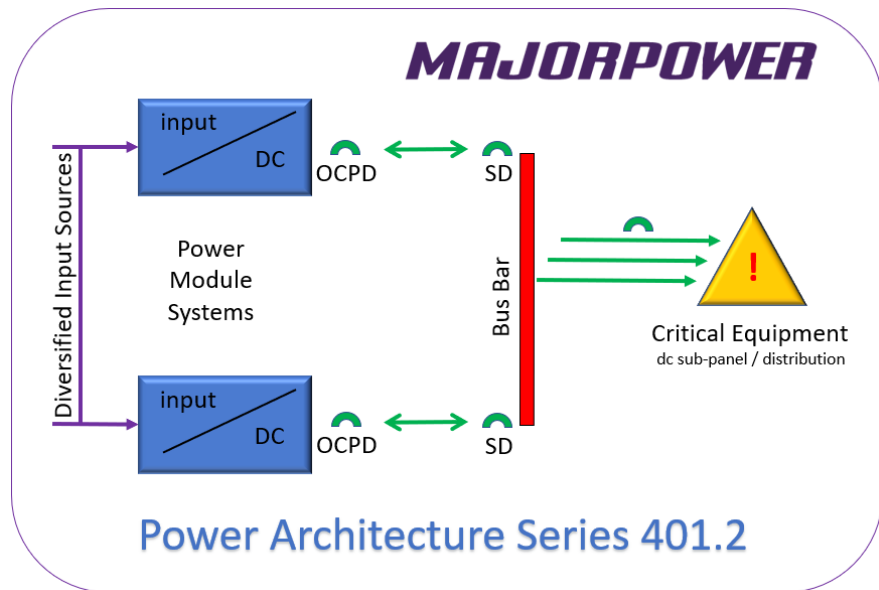 MAJORPOWER
input
DC
OCPD
SD
Diversified Input Sources
Power
Module
Systems
Bus Bar
!
Critical Equipment
dc sub-panel / distribution
input
DC
OCPD
SD
Power Architecture Series 401.2